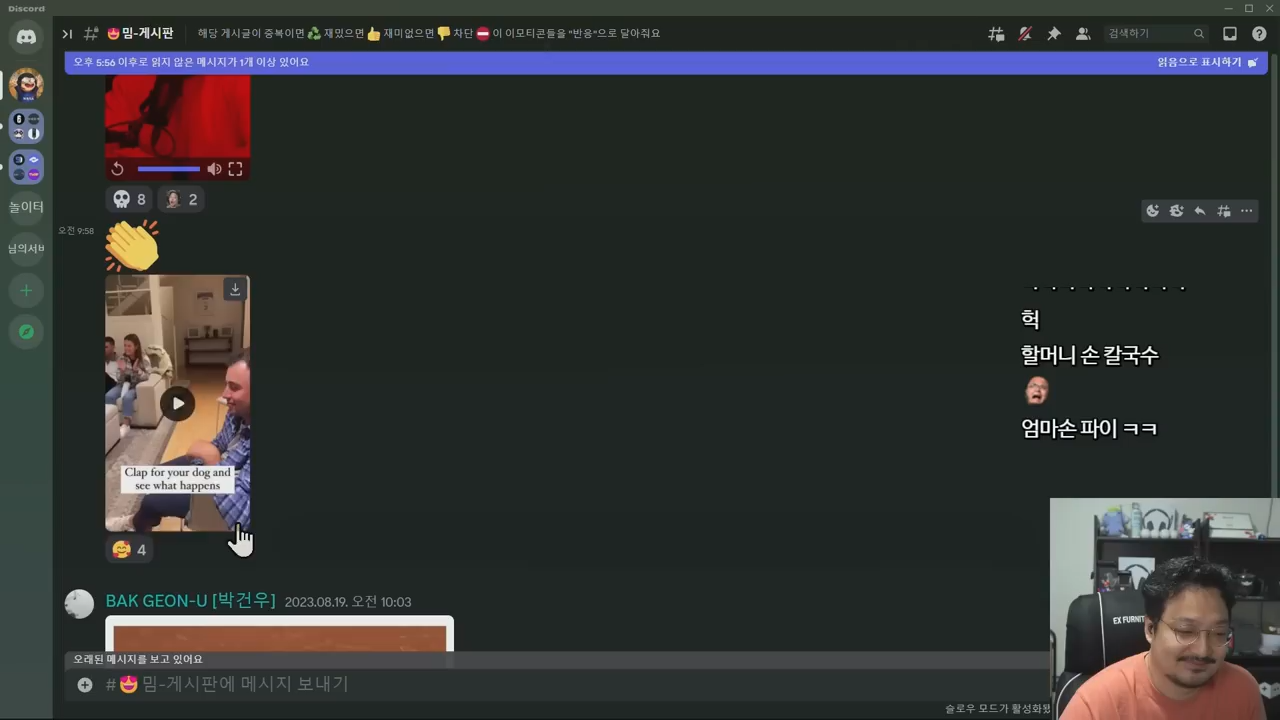 Discord
😍밈-게시판
해당 게시글이 중복이면♻️ 재밌으면👍 재미없으면👎 차단⛔ 이 이모티콘들을 "반응"으로 달아줘요
검색하기
오후 5:56 이후로 읽지 않은 메시지가 1개 이상 있어요
읽음으로 표시하기
8
2
놀이터
오전 9:58
님의서버
헉
할머니 손 칼국수
엄마손 파이 ㅋㅋ
Clap for your dog and
see what happens
4
EX FURNIT
BAK GEON-U [박건우] 2023.08.19. 오전 10:03
오래된 메시지를 보고 있어요
#😍밈-게시판에 메시지 보내기
슬로우 모드가 활성화됐